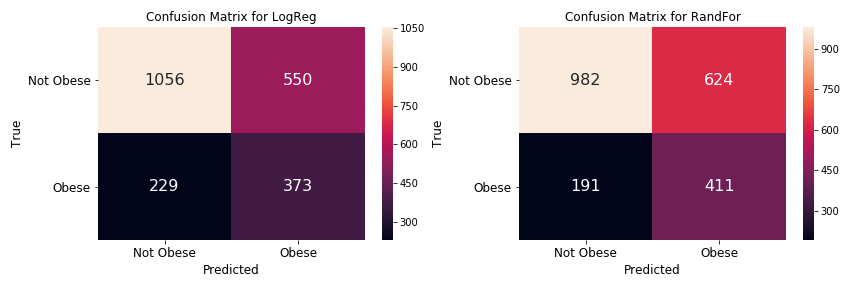 Confusion Matrix for LogReg
Not Obese
Obese
True
1056
550
229
373
Not Obese
Obese
Predicted
1050
900
750
600
450
300
Confusion Matrix for RandFor
Not Obese
Obese
True
982
624
191
411
Not Obese
Obese
Predicted
900
750
600
450
300